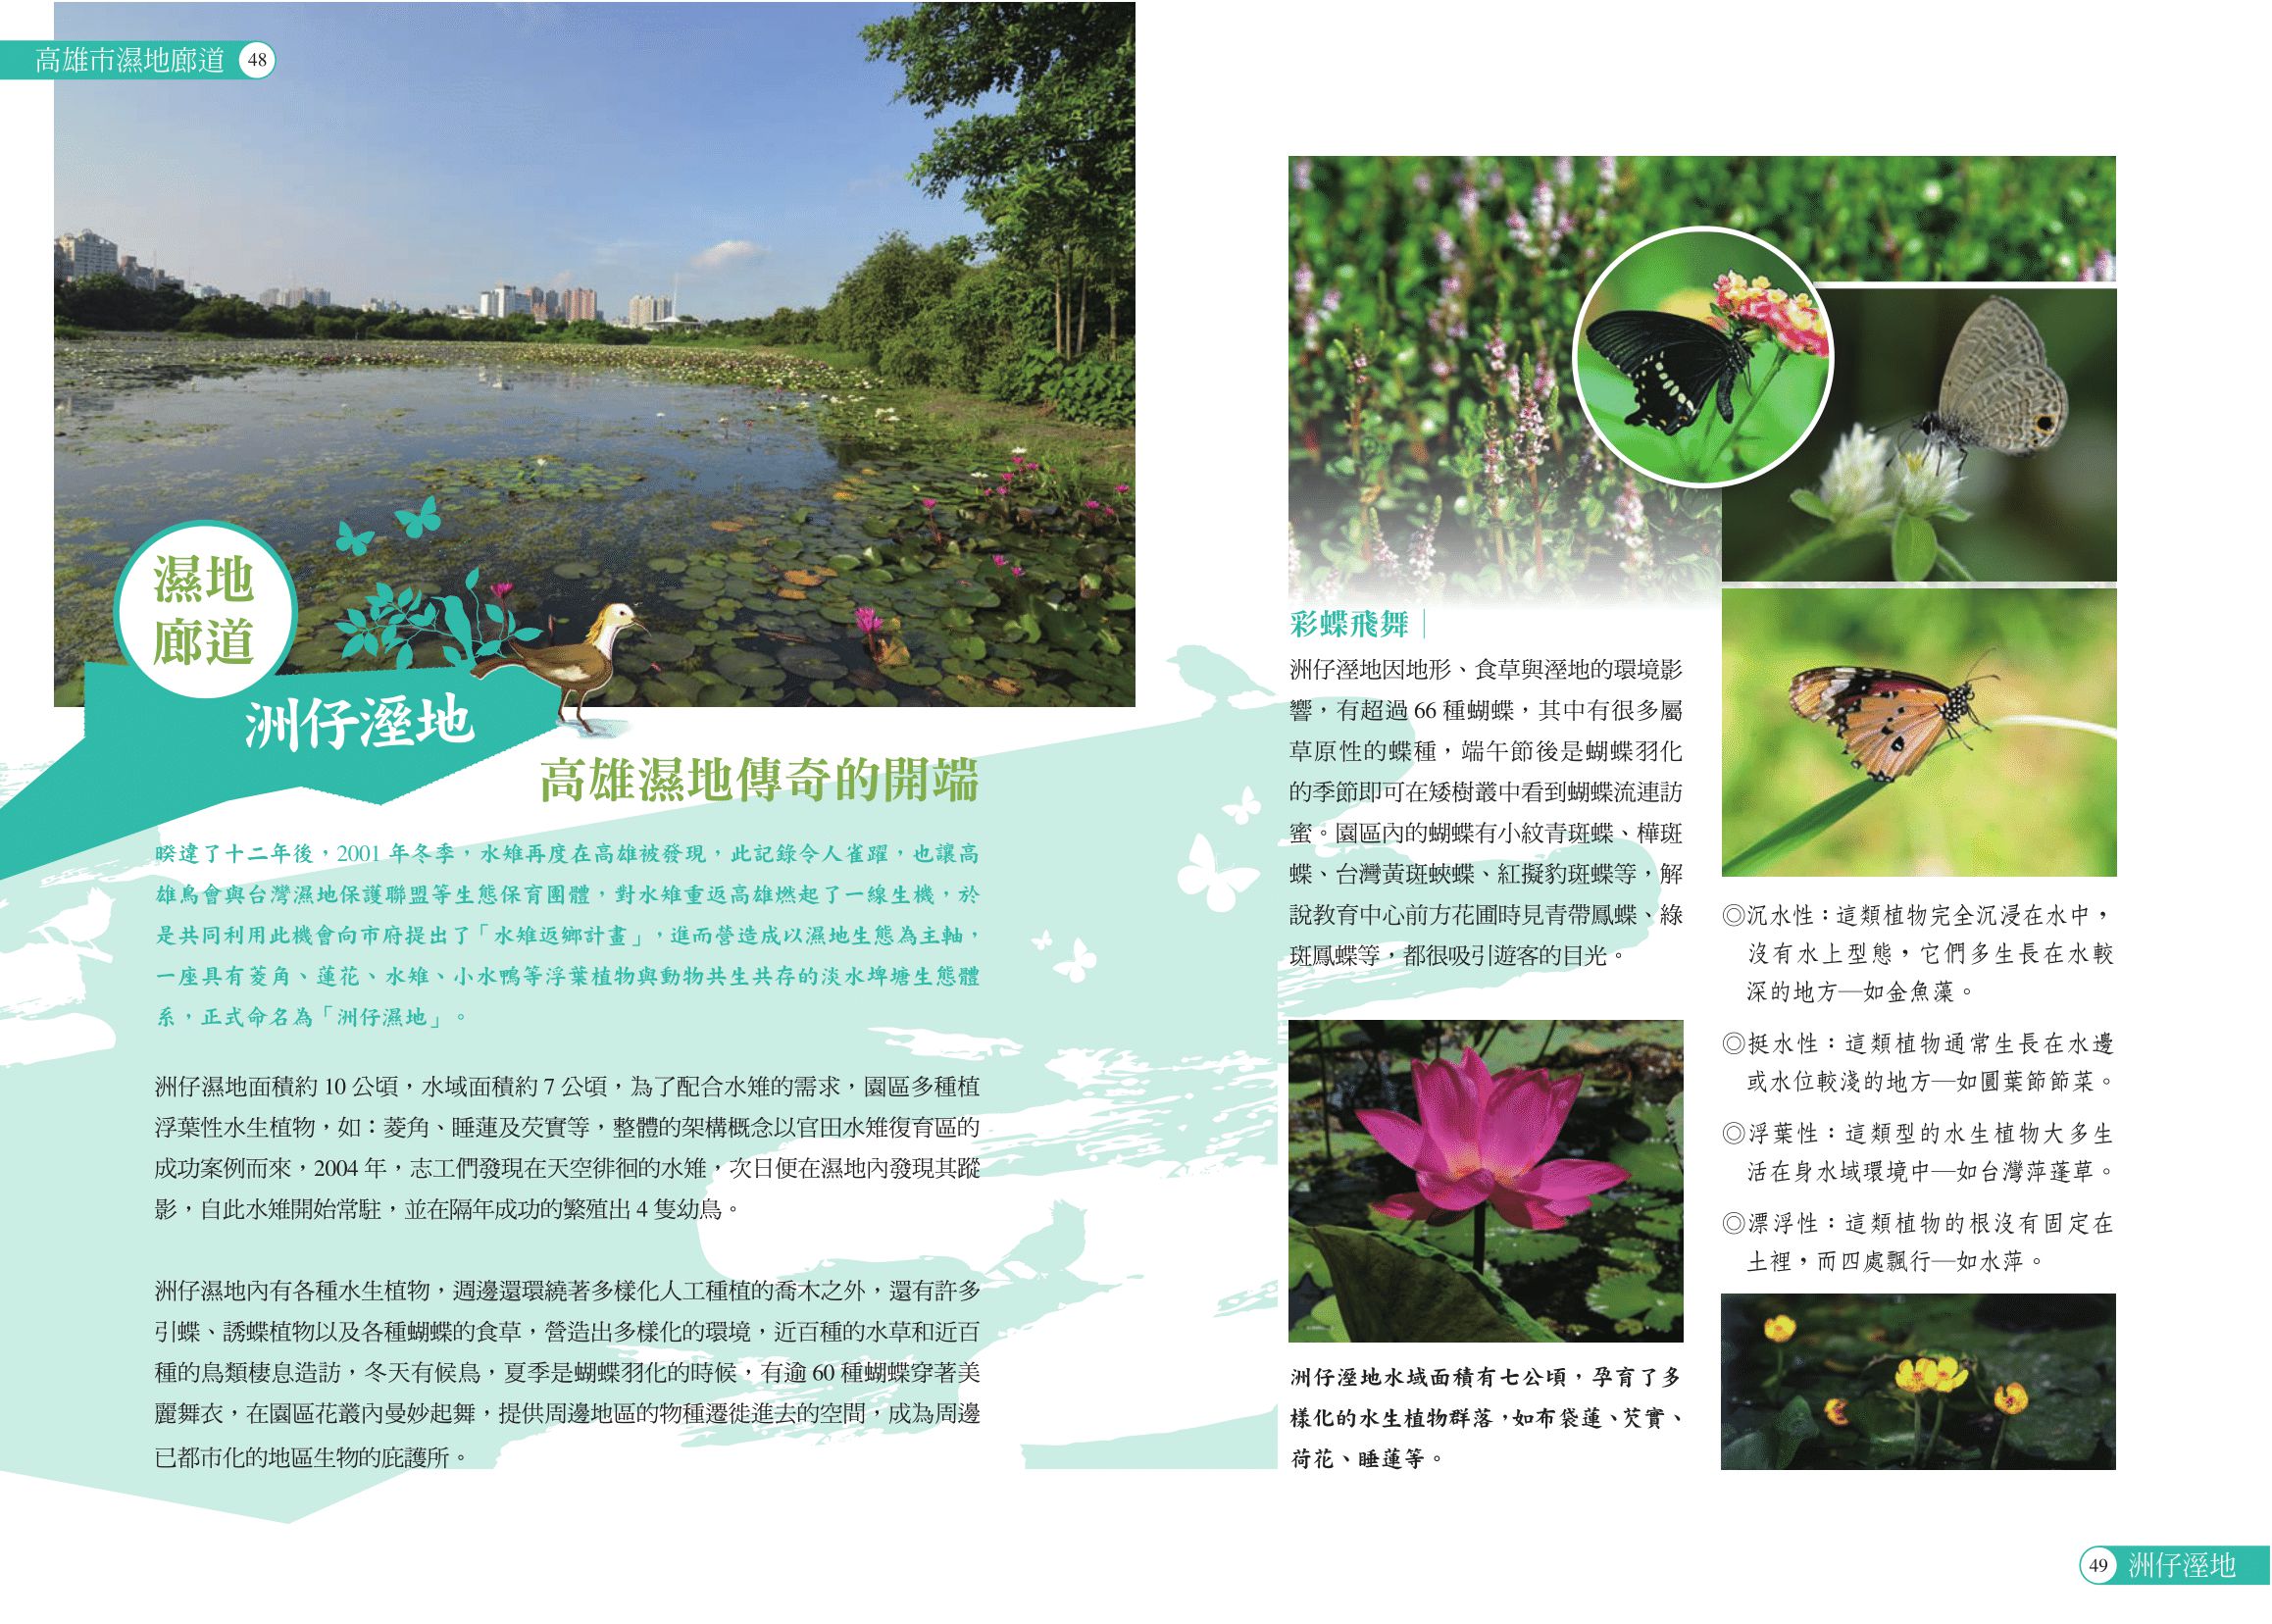 高雄市濕地廊道 48
濕地
廊道
洲仔溼地
高雄濕地傳奇的開端
睽違了十二年後，2001 年冬季，水雉再度在高雄被發現，此記錄令人雀躍，也讓高
雄鳥會與台灣濕地保護聯盟等生態保育團體，對水雉重返高雄燃起了一線生機，於
是共同利用此機會向市府提出了「水雉返鄉計畫」，進而營造成以濕地生態為主軸，
一座具有菱角、蓮花、水雉、小水鴨等浮葉植物與動物共生共存的淡水埤塘生態體
系，正式命名為「洲仔濕地」。
洲仔濕地面積約 10 公頃，水域面積約 7 公頃，為了配合水雉的需求，園區多種植
浮葉性水生植物，如：菱角、睡蓮及芡實等，整體的架構概念以官田水雉復育區的
成功案例而來，2004 年，志工們發現在天空徘徊的水雉，次日便在濕地內發現其蹤
影，自此水雉開始常駐，並在隔年成功的繁殖出 4 隻幼鳥。
洲仔濕地內有各種水生植物，週邊還環繞著多樣化人工種植的喬木之外，還有許多
引蝶、誘蝶植物以及各種蝴蝶的食草，營造出多樣化的環境，近百種的水草和近百
種的鳥類棲息造訪，冬天有候鳥，夏季是蝴蝶羽化的時候，有逾 60 種蝴蝶穿著美
麗舞衣，在園區花叢內曼妙起舞，提供周邊地區的物種遷徙進去的空間，成為周邊
已都市化的地區生物的庇護所。
彩蝶飛舞｜
洲仔溼地因地形、食草與溼地的環境影
響，有超過 66 種蝴蝶，其中有很多屬
草原性的蝶種，端午節後是蝴蝶羽化
的季節即可在矮樹叢中看到蝴蝶流連訪
蜜。園區內的蝴蝶有小紋青斑蝶、樺斑
蝶、台灣黃斑蛺蝶、紅擬豹斑蝶等，解
說教育中心前方花圃時見青帶鳳蝶、綠
斑鳳蝶等，都很吸引遊客的目光。
洲仔溼地水域面積有七公頃，孕育了多
樣化的水生植物群落，如布袋蓮、芡實、
荷花、睡蓮等。
◎沉水性：這類植物完全沉浸在水中，
沒有水上型態，它們多生長在水較
深的地方─如金魚藻。
◎挺水性：這類植物通常生長在水邊
或水位較淺的地方─如圓葉節節菜。
◎浮葉性：這類型的水生植物大多生
活在身水域環境中─如台灣萍蓬草。
◎漂浮性：這類植物的根沒有固定在
土裡，而四處飄行─如水萍。
49 洲仔溼地